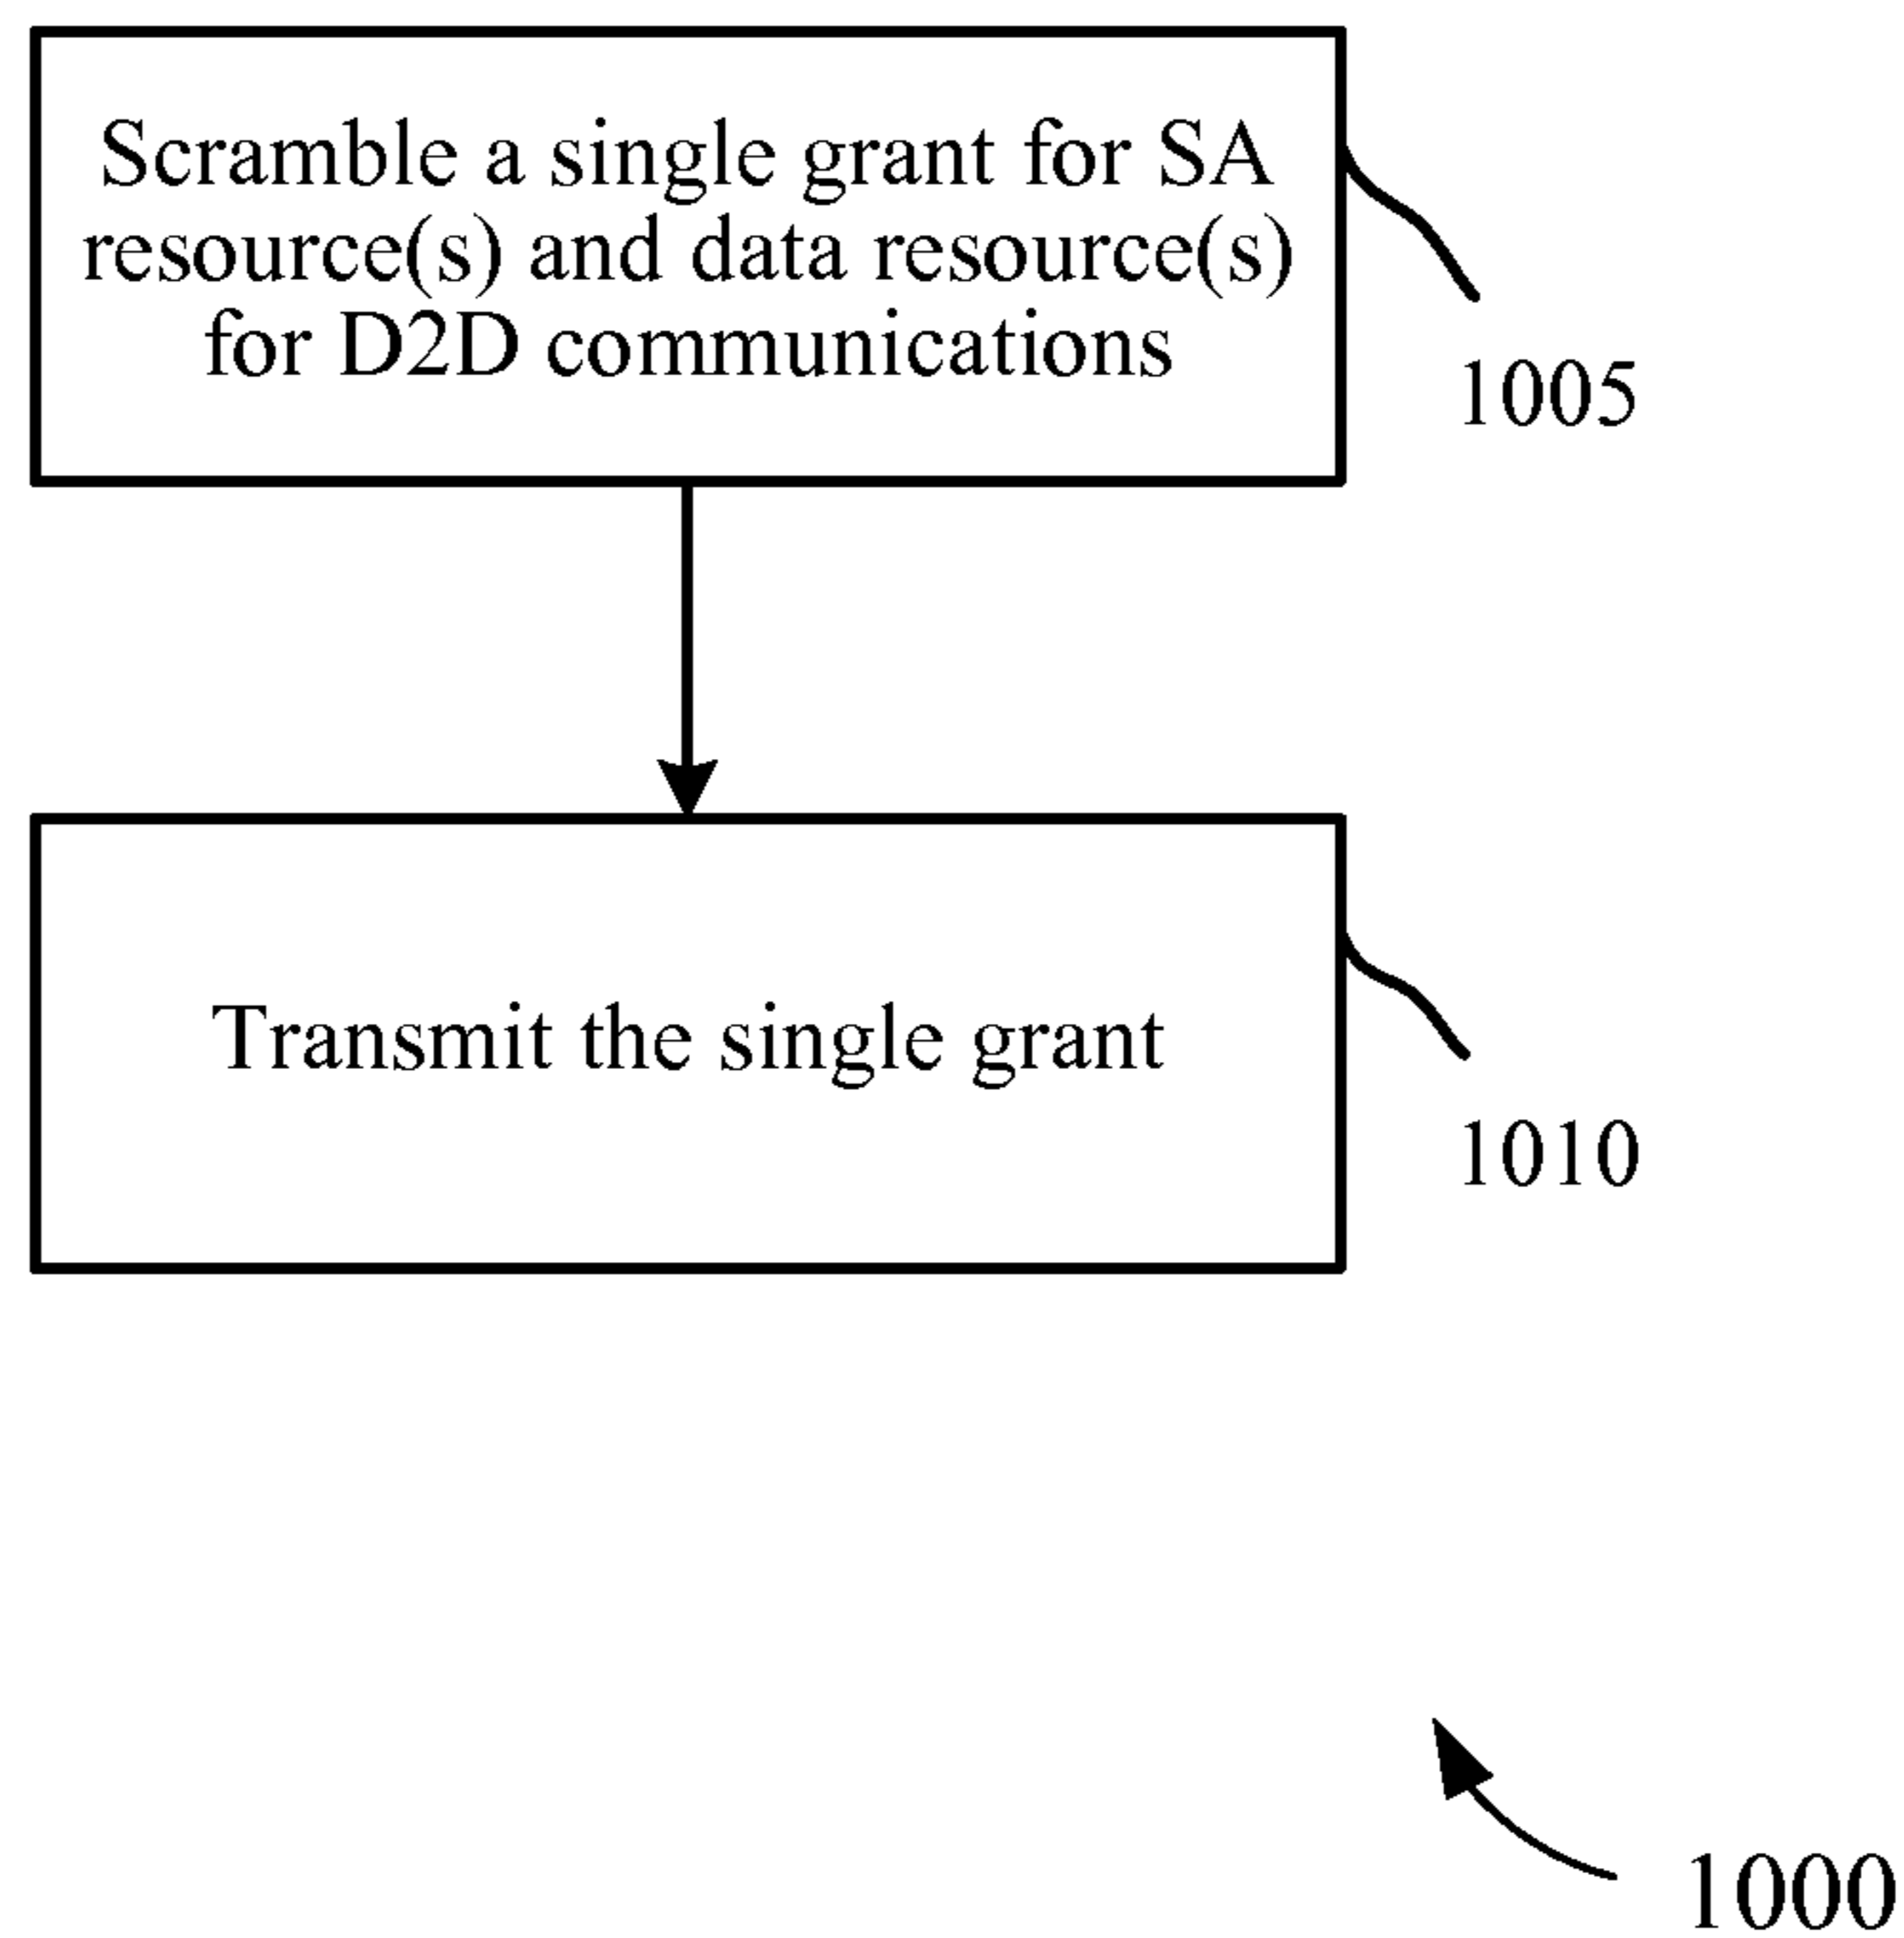 Scramble a single grant for SA
resource(s) and data resource(s)
for D2D communications
1005
Transmit the single grant
1010
1000